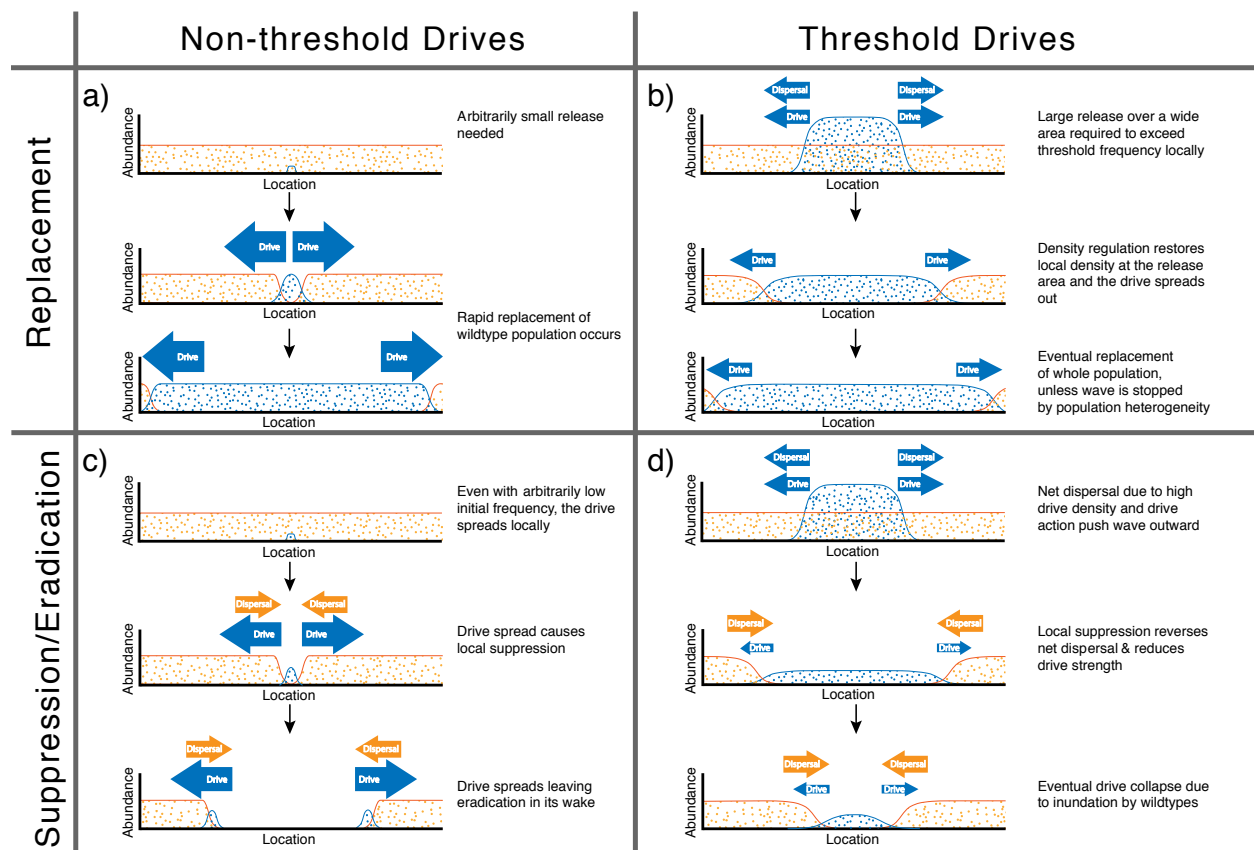 Non-threshold Drives
Threshold Drives
Replacement
a)
Abundance
Location
Arbitrarily small release
needed
Drive
Drive
Abundance
Location
Rapid replacement of
wildtype population occurs
Drive
Drive
Abundance
Location
b)
Dispersal
Dispersal
Drive
Drive
Abundance
Location
Large release over a wide
area required to exceed
threshold frequency locally
Drive
Drive
Abundance
Location
Density regulation restores
local density at the release
area and the drive spreads
out
Drive
Drive
Abundance
Location
Eventual replacement
of whole population,
unless wave is stopped
by population heterogeneity
Suppression/Eradication
c)
Abundance
Location
Even with arbitrarily low
initial frequency, the drive
spreads locally
Dispersal
Dispersal
Drive
Drive
Abundance
Location
Drive spread causes
local suppression
Dispersal
Dispersal
Drive
Drive
Abundance
Location
Drive spreads leaving
eradication in its wake
d)
Dispersal
Dispersal
Drive
Drive
Abundance
Location
Net dispersal due to high
drive density and drive
action push wave outward
Dispersal
Dispersal
Drive
Drive
Abundance
Location
Local suppression reverses
net dispersal & reduces
drive strength
Dispersal
Dispersal
Drive
Drive
Abundance
Location
Eventual drive collapse due
to inundation by wildtypes